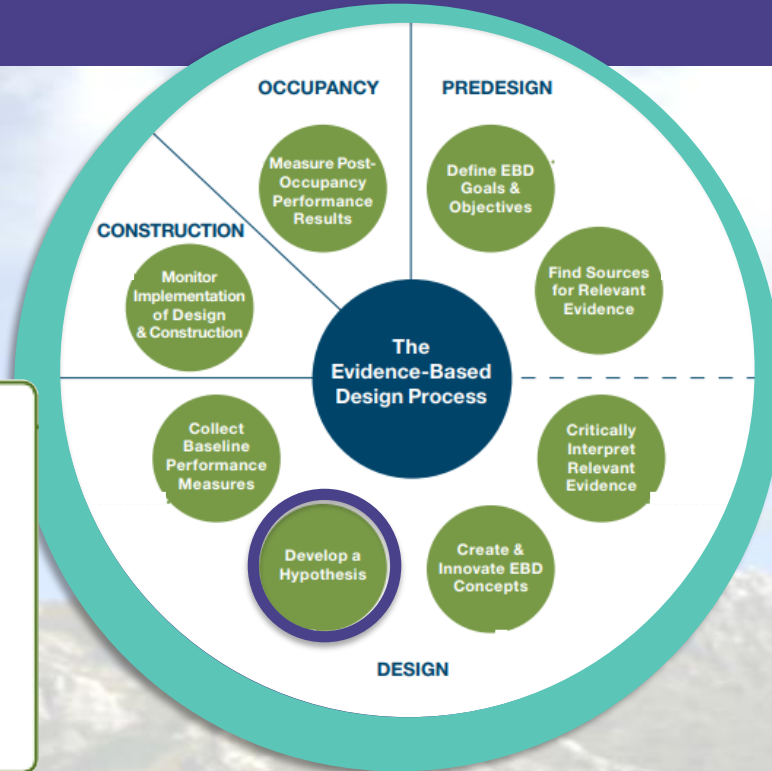 OCCUPANCY
PREDESIGN
Measure Post-
Occupancy
Performance
Results
Define EBD
Goals &
Objectives
CONSTRUCTION
Monitor
Implementation
of Design
& Construction
Find Sources
for Relevant
Evidence
The
Evidence-Based
Design Process
Collect
Baseline
Performance
Measures
Critically
Interpret
Relevant
Evidence
Develop a
Hypothesis
Create &
Innovate EBD
Concepts
DESIGN